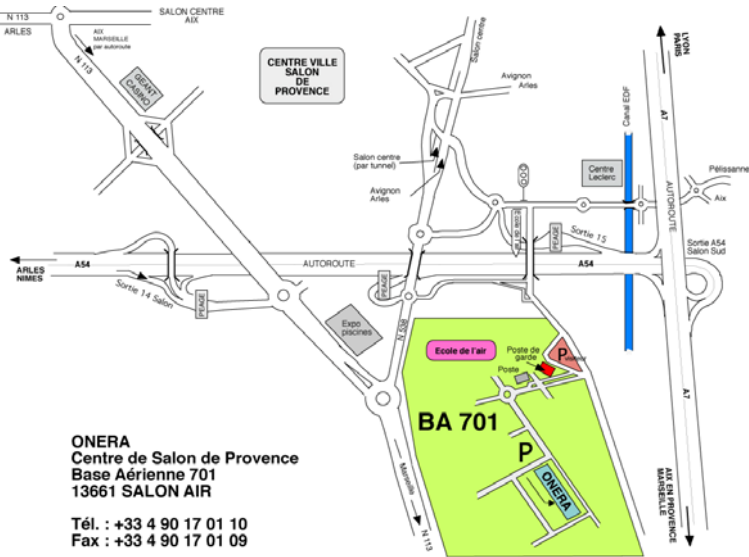 N 113
ARLES
SALON CENTRE
AIX
AIX
MARSEILLE
par autoroute
N 113
GEANT
CASINO
CENTRE VILLE
SALON
DE
PROVENCE
Salon centre
Avignon
Arles
Salon centre
(par tunnel)
Avignon
Arles
Canal EDF
Centre
Leclerc
LYON
PARIS
A7
AUTOROUTE
Pélissanne
Aix
Sortie A54
Salon Sud
Sortie 15
PEAGE
ARLES
NIMES
A54
AUTOROUTE
A54
Sortie 14 Salon
PEAGE
PEAGE
N 538
Expo
piscines
Ecole de l'air
Poste de
garde
Poste
P
BA 701
P
ONERA
A7
Marseille
N 113
AIX EN PROVENCE
MARSEILLE
ONERA
Centre de Salon de Provence
Base Aérienne 701
13661 SALON AIR
Tél. : +33 4 90 17 01 10
Fax : +33 4 90 17 01 09